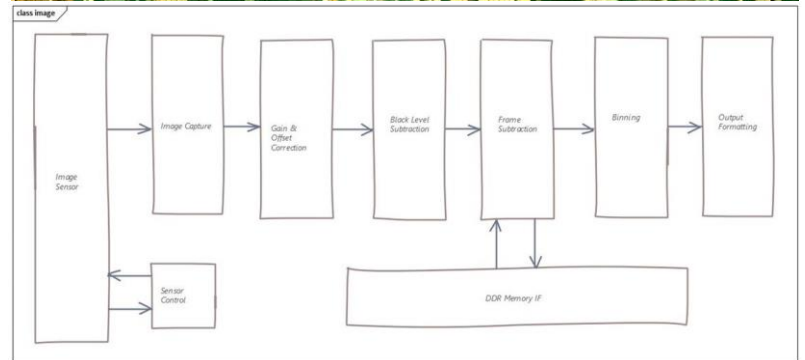 class image
Image
Sensor
Image Capture
Gain &
Offset
Correction
Black Level
Subtraction
Frame
Subtraction
Binning
Output
Formatting
Sensor
Control
DDR Memory IF